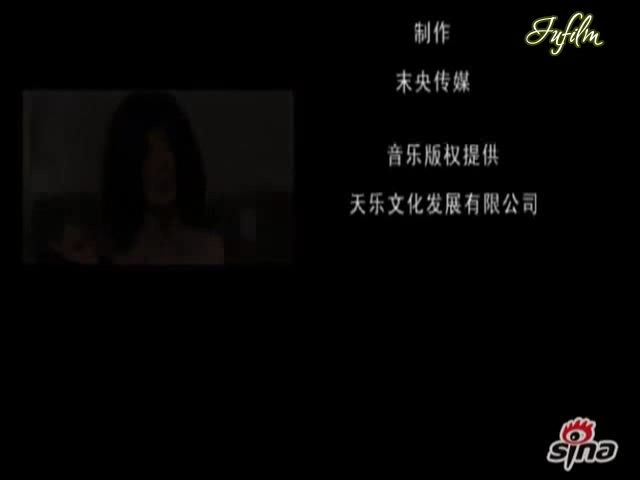 制作
Jufilm
末央传媒
音乐版权提供
天乐文化发展有限公司
sina